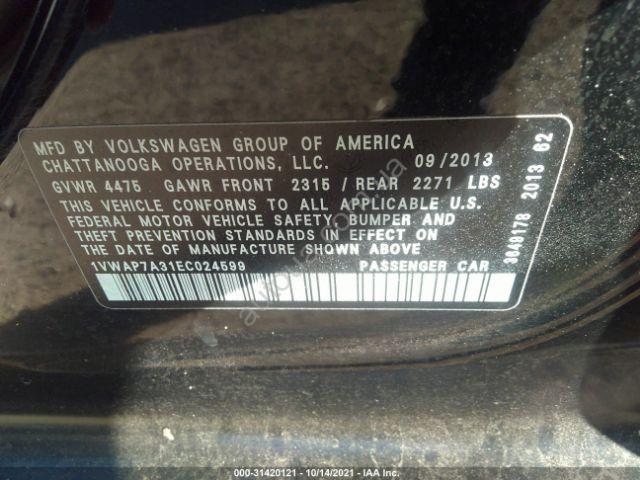 MFD BY VOLKSWAGEN GROUP OF AMERICA
CHATTANOOGA OPERATIONS, LLC. 09/2013
GVWR 4475 GAWR FRONT 2315 / REAR 2271 LBS
THIS VEHICLE CONFORMS TO ALL APPLICABLE U.S.
FEDERAL MOTOR VEHICLE SAFETY, BUMPER AND
THEFT PREVENTION STANDARDS IN EFFECT ON
THE DATE OF MANUFACTURE SHOWN ABOVE
1VWAP7A31EC024599 PASSENGER CAR
3649178 2013 62
000-31420121 - 10/14/2021 - IAA Inc.